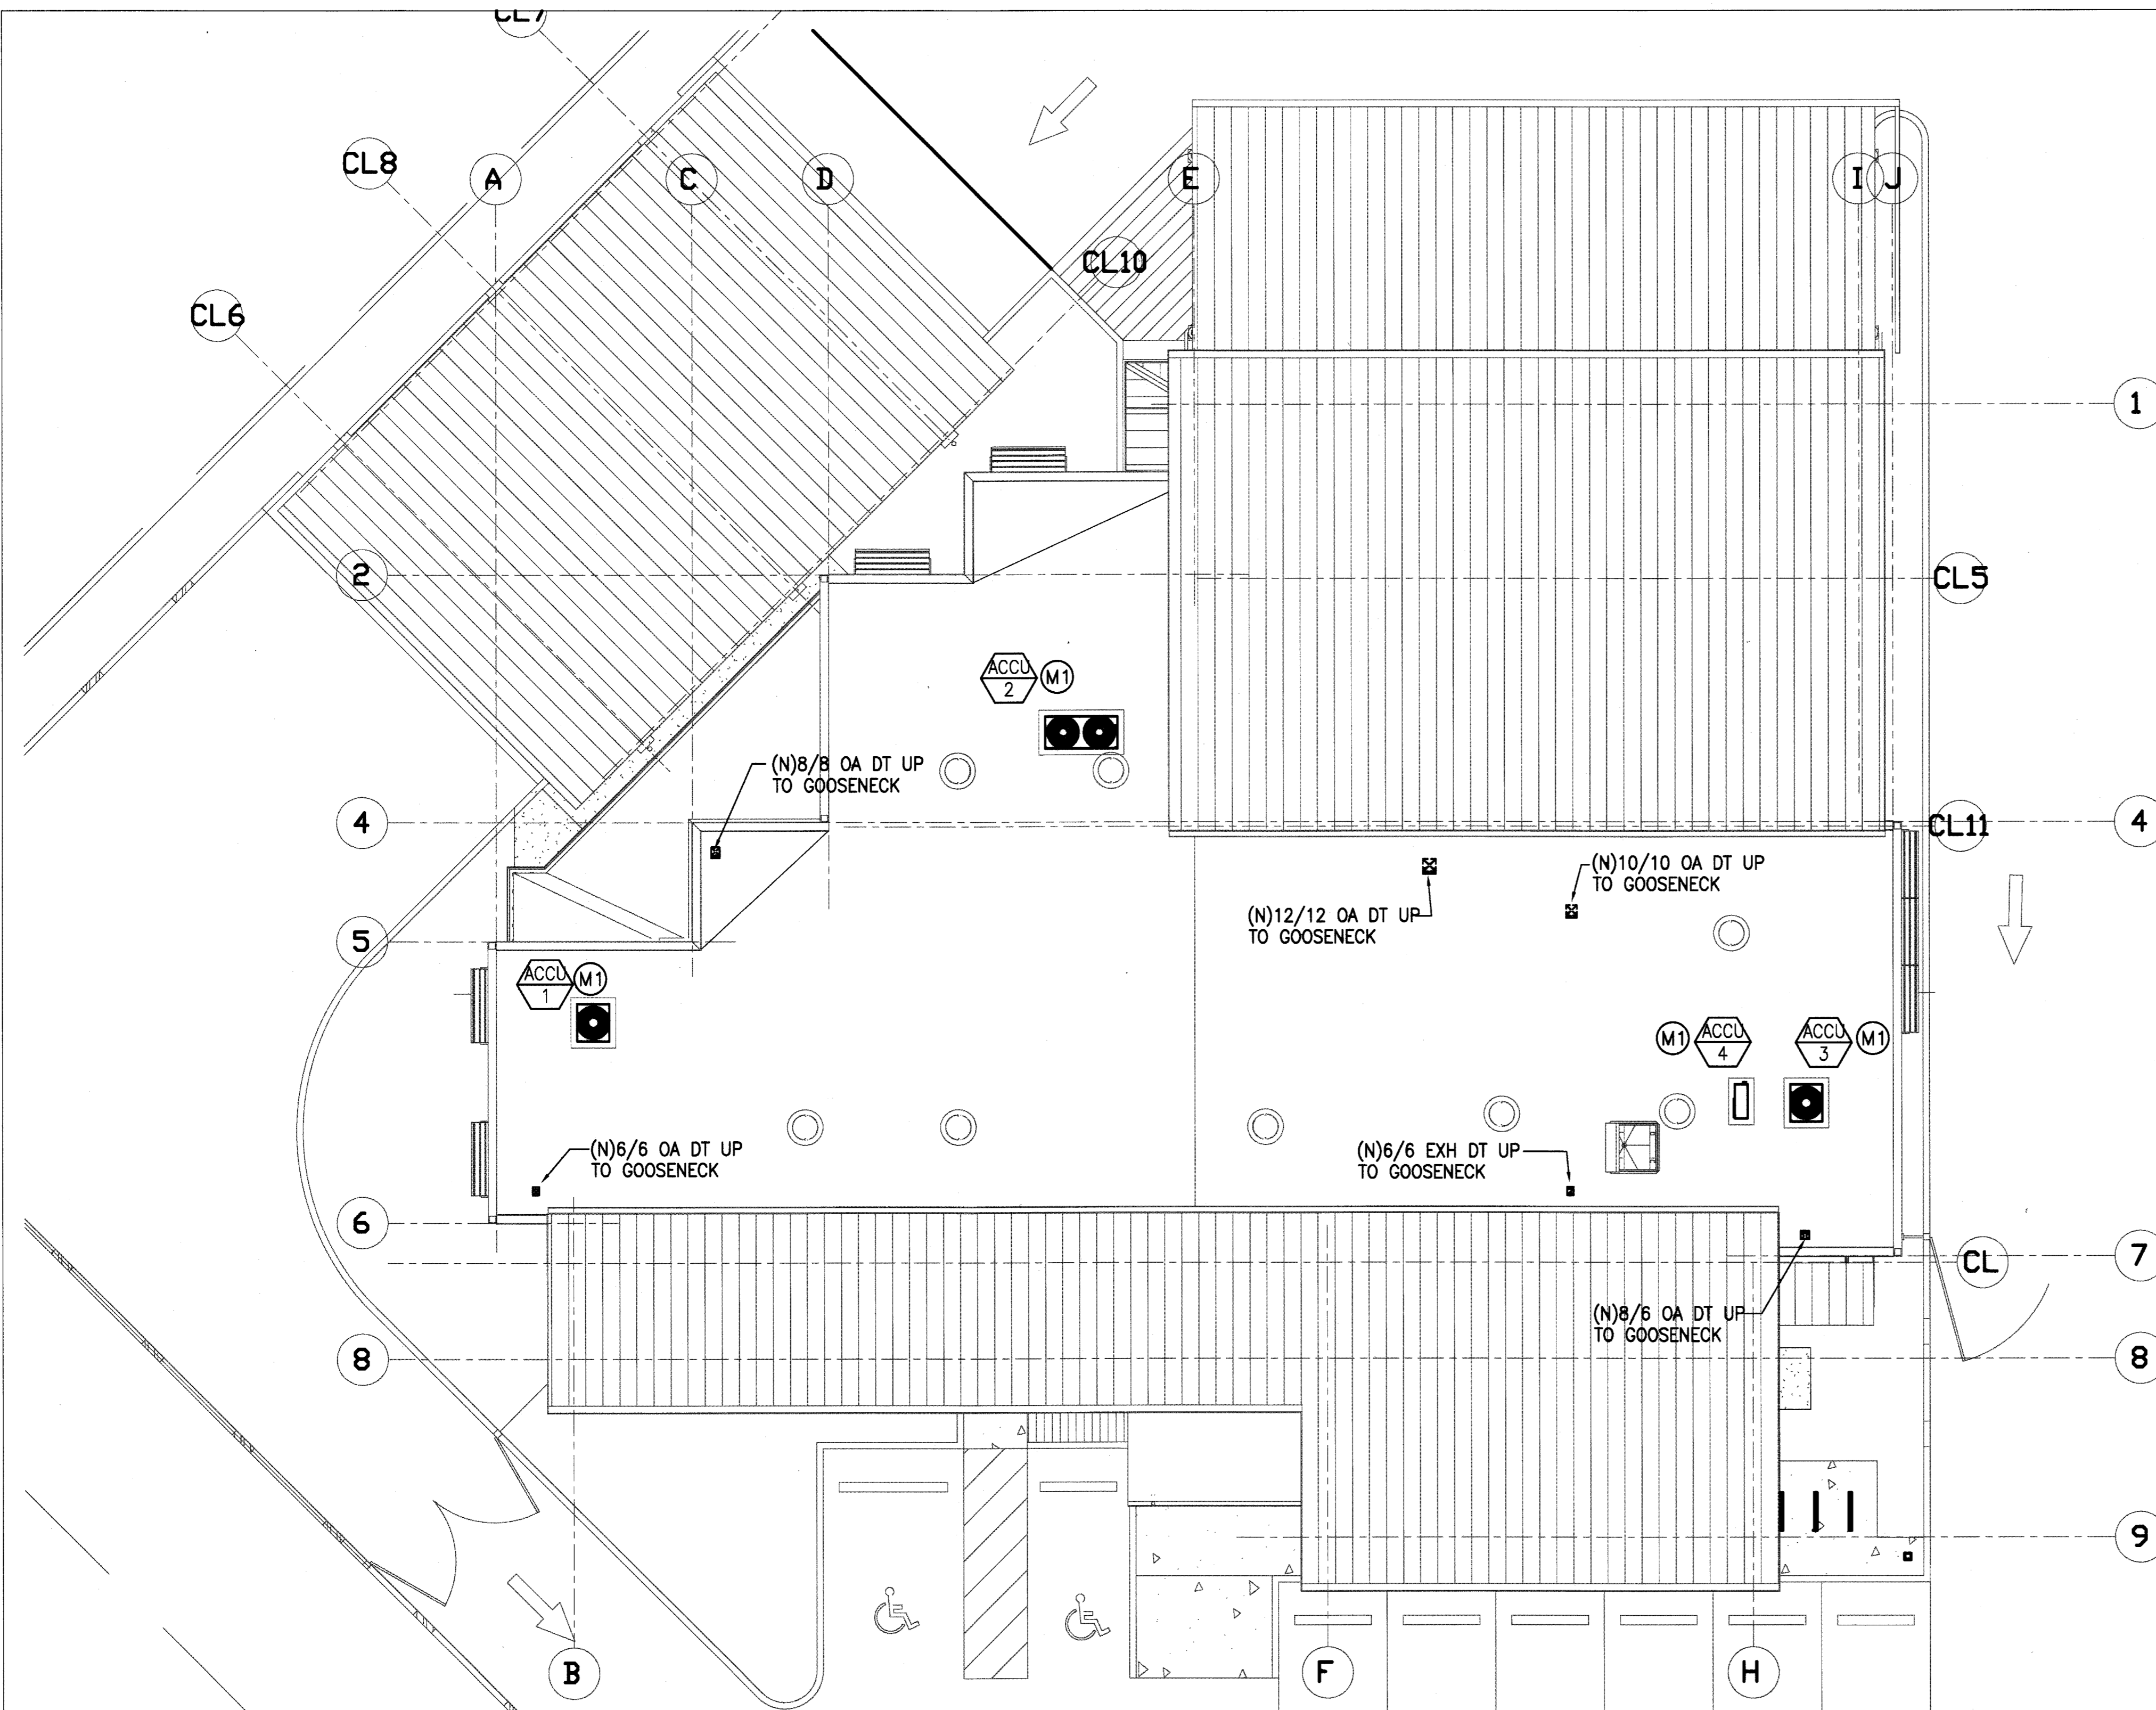 CL7
CL8
A
C
D
E
I
J
CL10
CL6
1
2
CL5
ACCU
2
M1
(N)8/8 OA DT UP
TO GOOSENECK
4
CL11
4
(N)10/10 OA DT UP
TO GOOSENECK
(N)12/12 OA DT UP
TO GOOSENECK
5
ACCU
1
M1
M1
ACCU
4
ACCU
3
M1
(N)6/6 OA DT UP
TO GOOSENECK
(N)6/6 EXH DT UP
TO GOOSENECK
6
CL
7
(N)8/6 OA DT UP
TO GOOSENECK
8
8
9
B
F
H